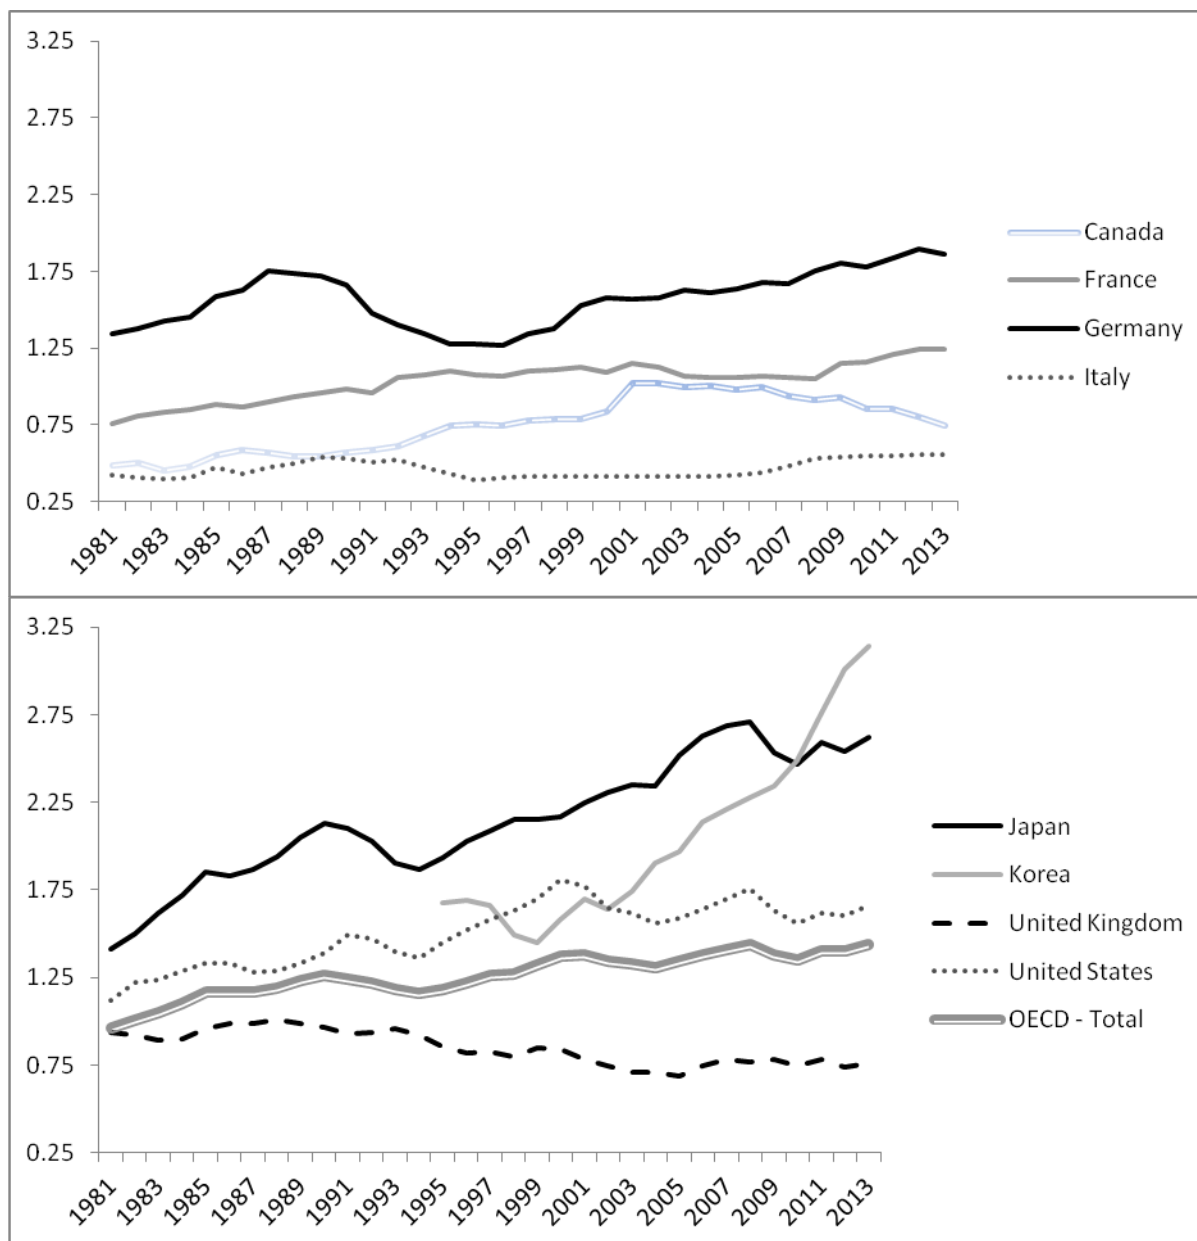 3.25
2.75
2.25
1.75
1.25
0.75
0.25
1981 1983 1985 1987 1989 1991 1993 1995 1997 1999 2001 2003 2005 2007 2009 2011 2013
Canada
France
Germany
Italy
3.25
2.75
2.25
1.75
1.25
0.75
0.25
1981 1983 1985 1987 1989 1991 1993 1995 1997 1999 2001 2003 2005 2007 2009 2011 2013
Japan
Korea
United Kingdom
United States
OECD - Total